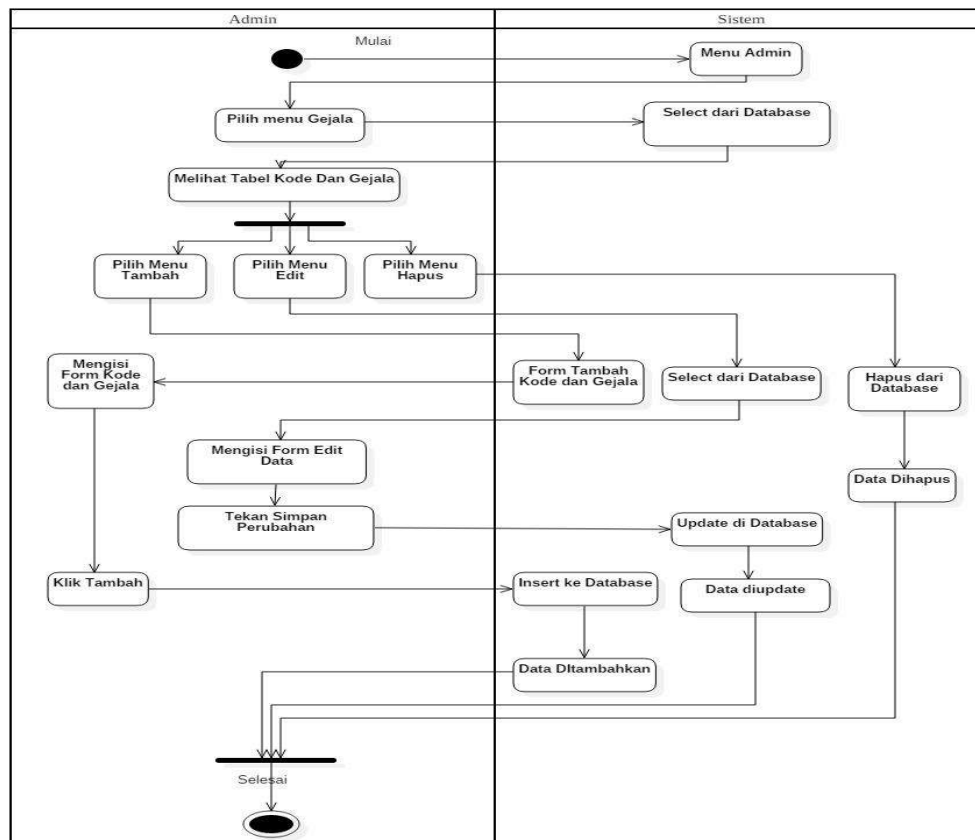 Admin
Sistem
Mulai
Menu Admin
Pilih menu Gejala
Select dari Database
Melihat Tabel Kode Dan Gejala
Pilih Menu
Tambah
Pilih Menu
Edit
Pilih Menu
Hapus
Mengisi
Form Kode
dan Gejala
Form Tambah
Kode dan Gejala
Select dari Database
Hapus dari
Database
Mengisi Form Edit
Data
Data Dihapus
Tekan Simpan
Perubahan
Update di Database
Klik Tambah
Insert ke Database
Data diupdate
Data DItambahkan
Selesai